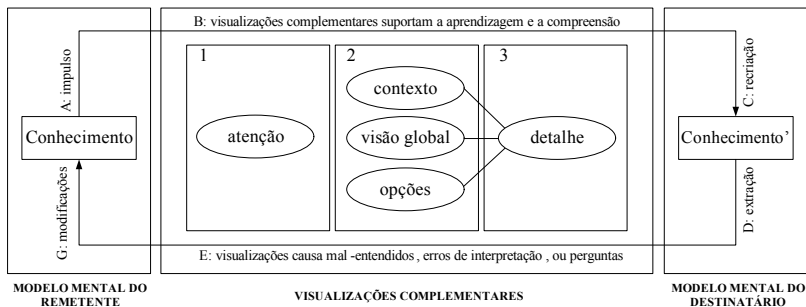 B: visualizações complementares suportam a aprendizagem e a compreensão
1
2
3
A: impulso
C: recriação
contexto
Conhecimento
atenção
visão global
detalhe
Conhecimento’
opções
G: modificações
D: extração
E: visualizações causa mal -entendidos , erros de interpretação , ou perguntas
MODELO MENTAL DO
REMETENTE
VISUALIZAÇÕES COMPLEMENTARES
MODELO MENTAL DO
DESTINATÁRIO